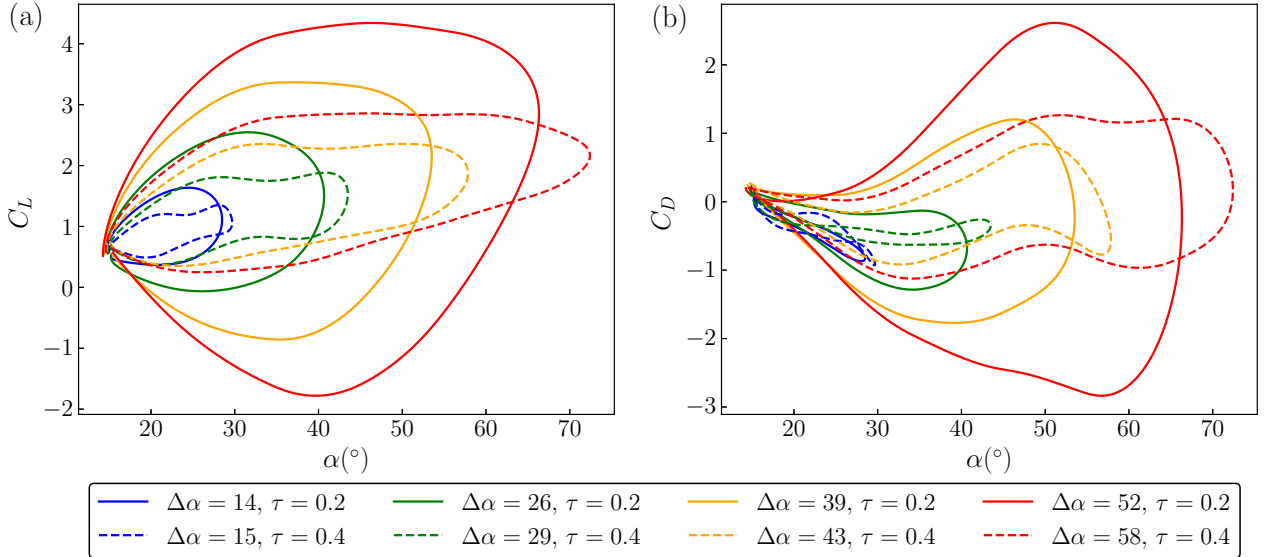 (a)
(b)
C_L
4
3
2
1
0
−1
−2
20 30 40 50 60 70
α(°)
C_D
2
1
0
−1
−2
−3
20 30 40 50 60 70
α(°)
Δα = 14, τ = 0.2 Δα = 26, τ = 0.2 Δα = 39, τ = 0.2 Δα = 52, τ = 0.2
Δα = 15, τ = 0.4 Δα = 29, τ = 0.4 Δα = 43, τ = 0.4 Δα = 58, τ = 0.4